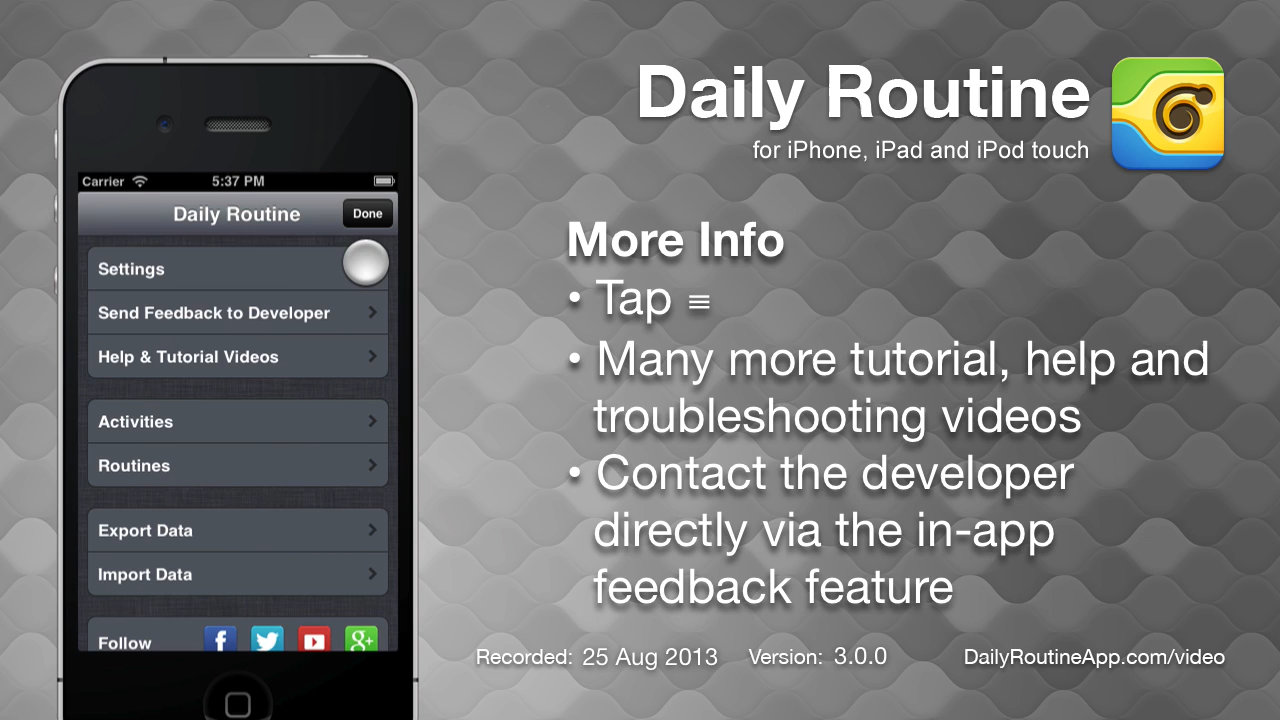 Carrier 5:37 PM
Daily Routine Done
Settings
Send Feedback to Developer
Help & Tutorial Videos
Activities
Routines
Export Data
Import Data
Follow f g+
Daily Routine
for iPhone, iPad and iPod touch
More Info
• Tap ≡
• Many more tutorial, help and
troubleshooting videos
• Contact the developer
directly via the in-app
feedback feature
Recorded: 25 Aug 2013 Version: 3.0.0 DailyRoutineApp.com/video